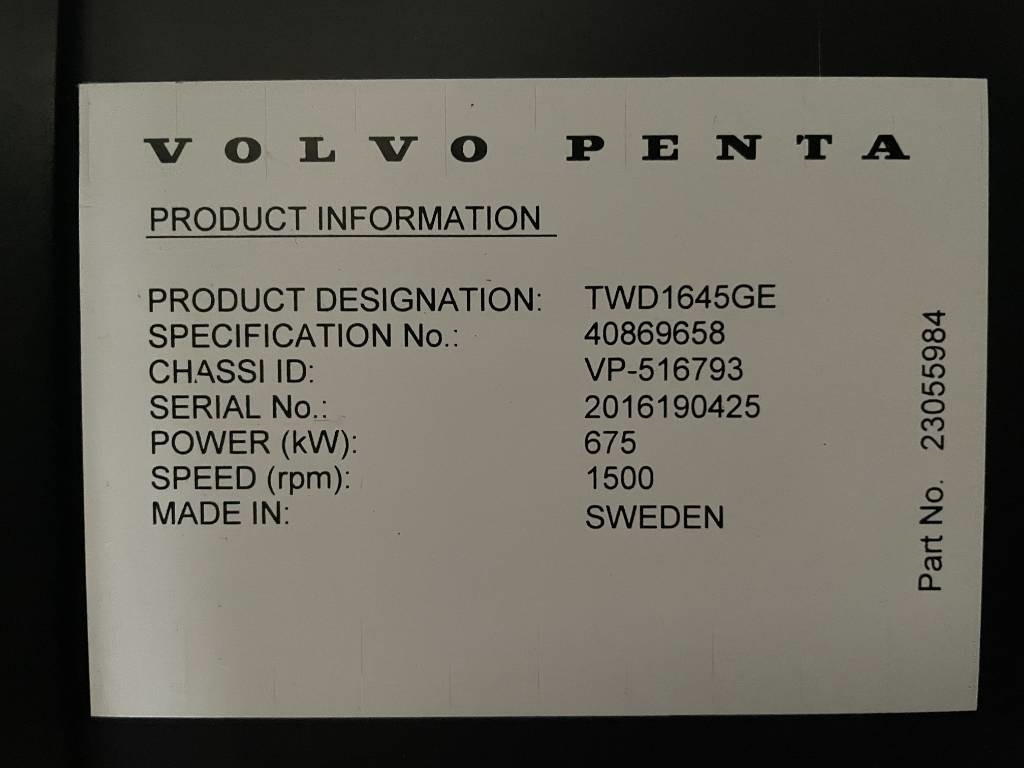 VOLVO PENTA
PRODUCT INFORMATION
PRODUCT DESIGNATION: TWD1645GE
SPECIFICATION No.: 40869658
CHASSI ID: VP-516793
SERIAL No.: 2016190425
POWER (kW): 675
SPEED (rpm): 1500
MADE IN: SWEDEN
Part No. 23055984